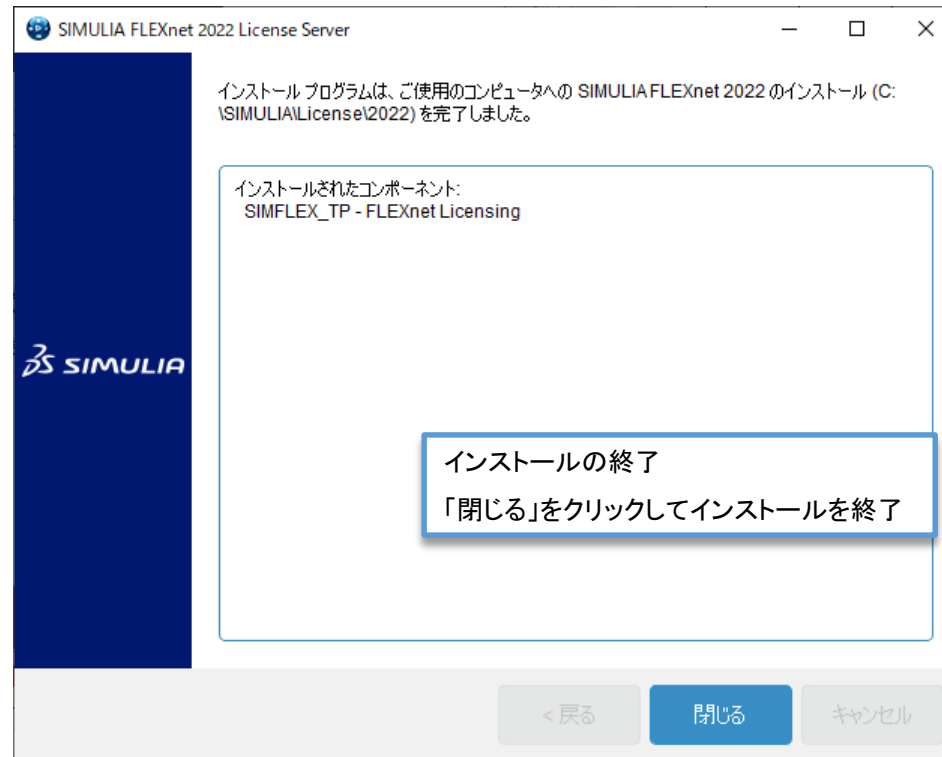 SIMULIA FLEXnet 2022 License Server
インストール プログラムは、ご使用のコンピュータへの SIMULIA FLEXnet 2022 のインストール (C:
\SIMULIA\License\2022) を完了しました。
インストールされたコンポーネント:
SIMFLEX_TP - FLEXnet Licensing
SIMULIA
インストールの終了
「閉じる」をクリックしてインストールを終了
< 戻る
閉じる
キャンセル